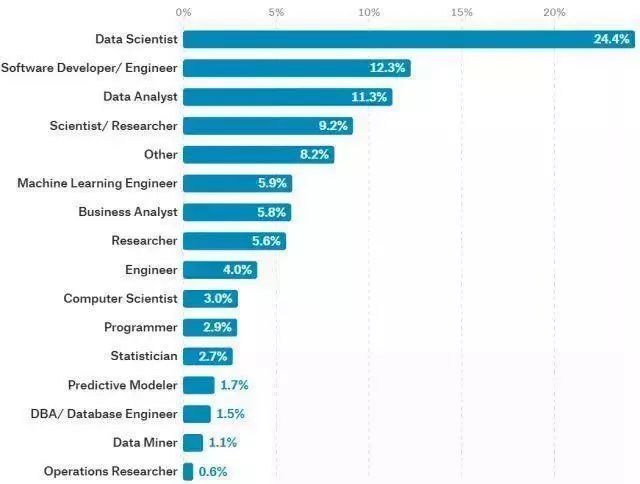 0% 5% 10% 15% 20%
Data Scientist 24.4%
Software Developer/ Engineer 12.3%
Data Analyst 11.3%
Scientist/ Researcher 9.2%
Other 8.2%
Machine Learning Engineer 5.9%
Business Analyst 5.8%
Researcher 5.6%
Engineer 4.0%
Computer Scientist 3.0%
Programmer 2.9%
Statistician 2.7%
Predictive Modeler 1.7%
DBA/ Database Engineer 1.5%
Data Miner 1.1%
Operations Researcher 0.6%